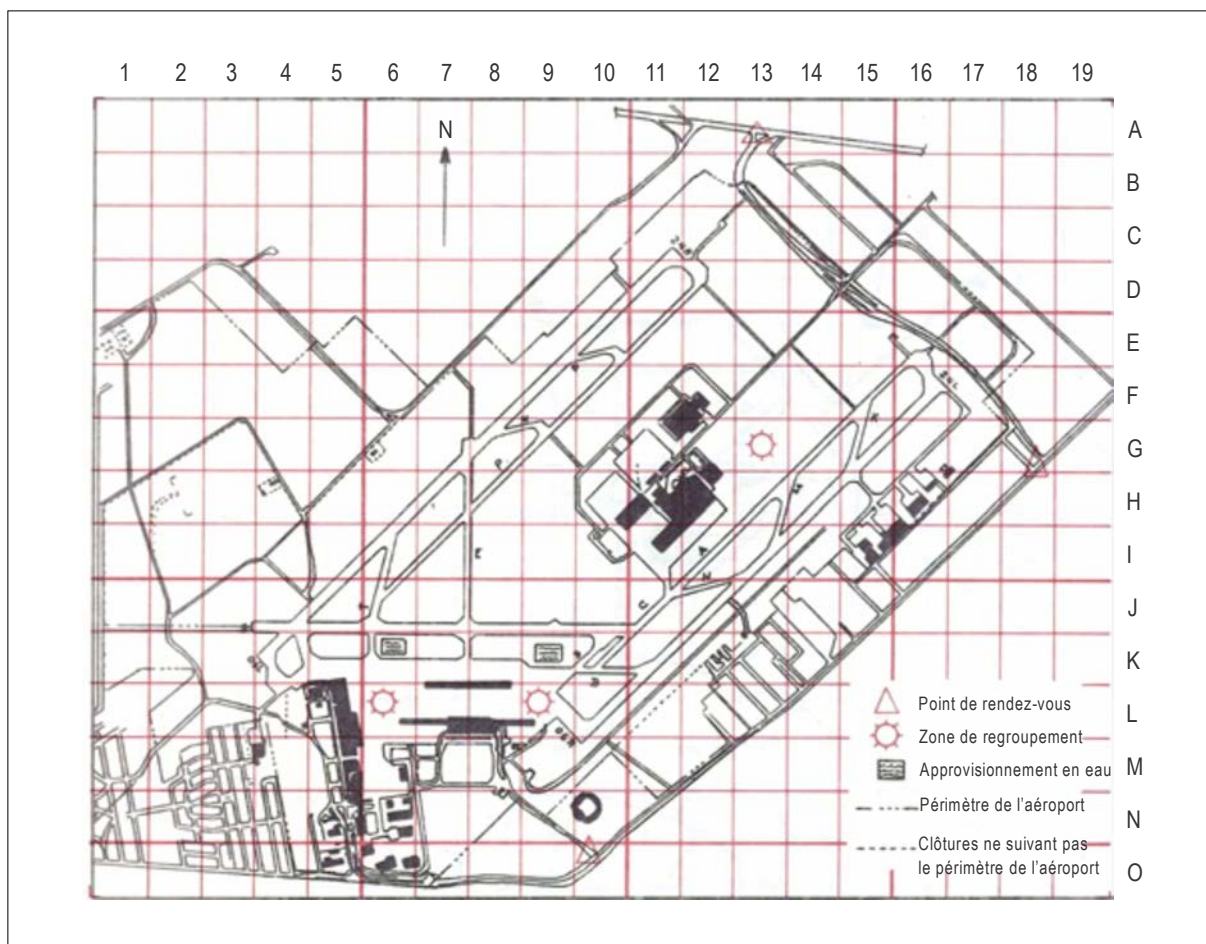 1 2 3 4 5 6 7 8 9 10 11 12 13 14 15 16 17 18 19
A
N
B
C
24R
D
E
24L
F
K
G
P
H
M
I
E
A
H
J
C
K
L
Point de rendez-vous
Zone de regroupement
M
Approvisionnement en eau
Périmètre de l'aéroport
N
Clôtures ne suivant pas
le périmètre de l'aéroport
O